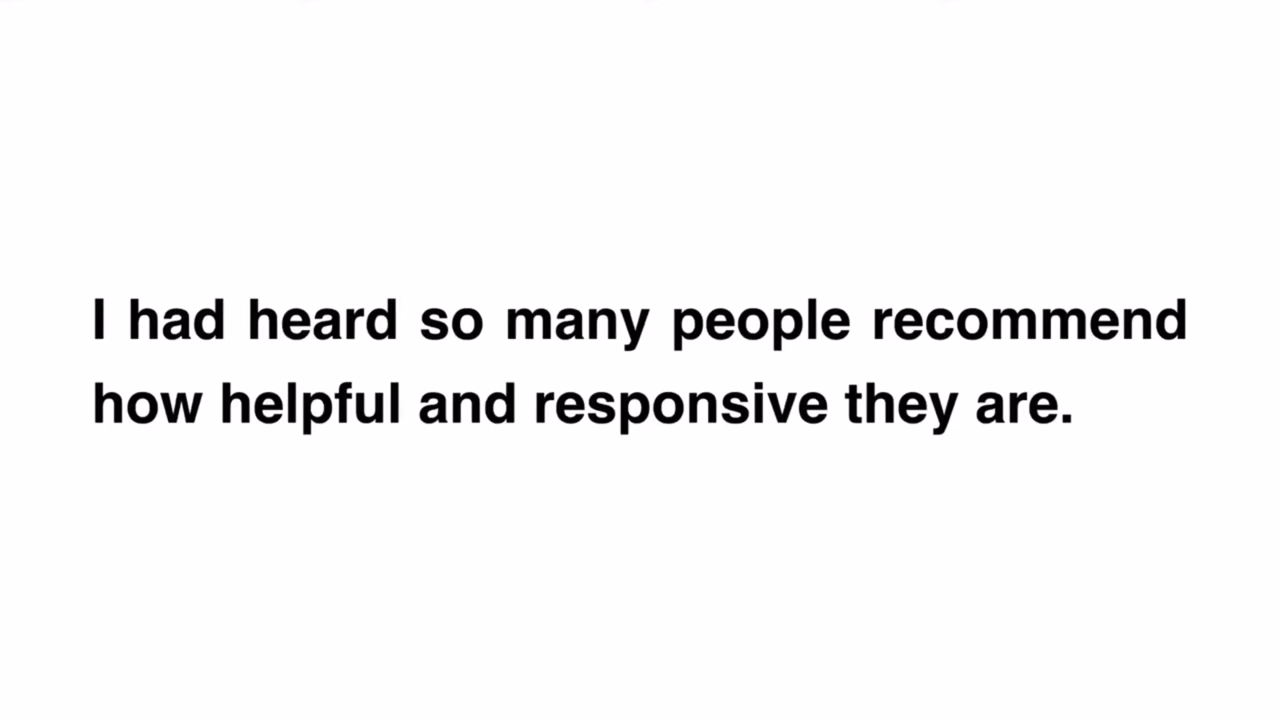 I had heard so many people recommend
how helpful and responsive they are.